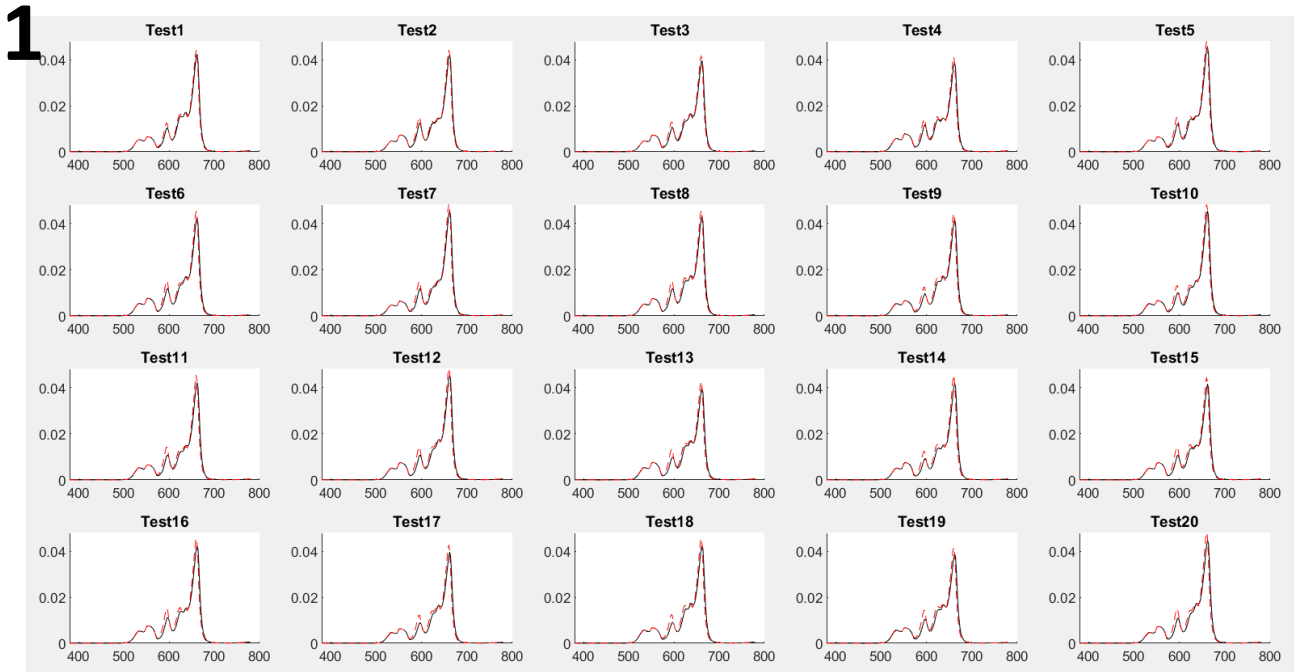 1
Test1 Test2 Test3 Test4 Test5
0.04 0.04 0.04 0.04 0.04
0.02 0.02 0.02 0.02 0.02
0 0 0 0 0
400 500 600 700 800 400 500 600 700 800 400 500 600 700 800 400 500 600 700 800 400 500 600 700 800
Test6 Test7 Test8 Test9 Test10
0.04 0.04 0.04 0.04 0.04
0.02 0.02 0.02 0.02 0.02
0 0 0 0 0
400 500 600 700 800 400 500 600 700 800 400 500 600 700 800 400 500 600 700 800 400 500 600 700 800
Test11 Test12 Test13 Test14 Test15
0.04 0.04 0.04 0.04 0.04
0.02 0.02 0.02 0.02 0.02
0 0 0 0 0
400 500 600 700 800 400 500 600 700 800 400 500 600 700 800 400 500 600 700 800 400 500 600 700 800
Test16 Test17 Test18 Test19 Test20
0.04 0.04 0.04 0.04 0.04
0.02 0.02 0.02 0.02 0.02
0 0 0 0 0
400 500 600 700 800 400 500 600 700 800 400 500 600 700 800 400 500 600 700 800 400 500 600 700 800